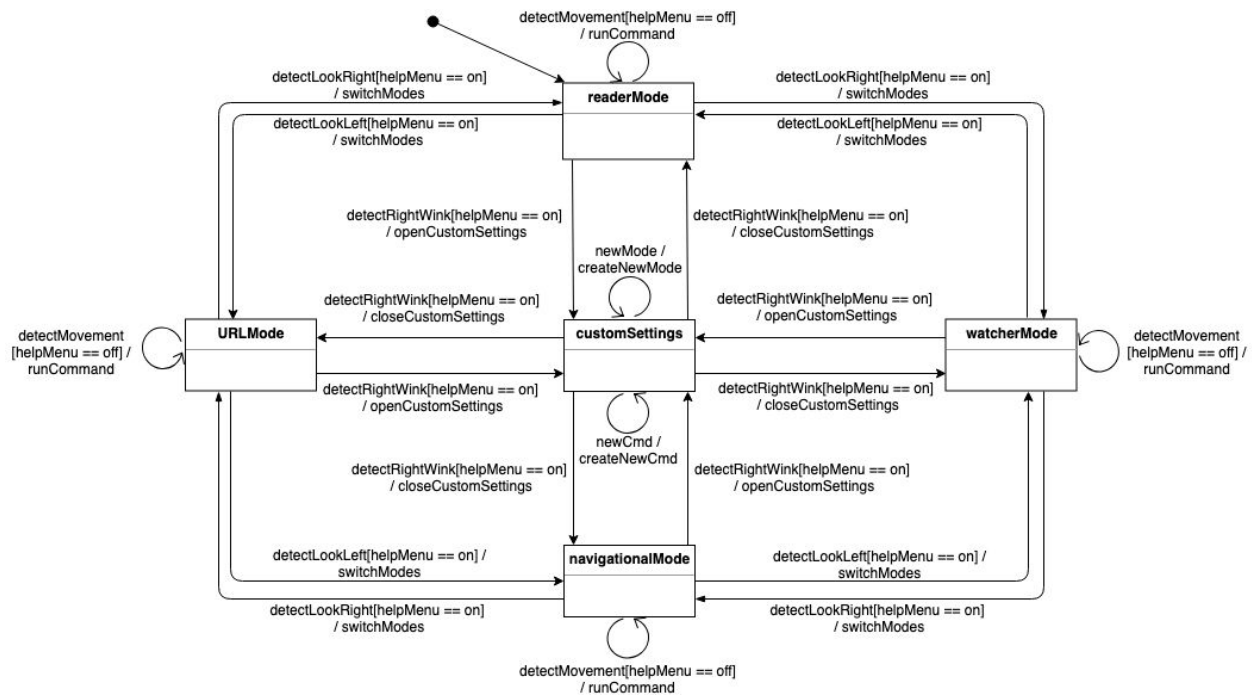 detectMovement[helpMenu == off]
/ runCommand
detectLookRight[helpMenu == on]
/ switchModes
readerMode
detectLookRight[helpMenu == on]
/ switchModes
detectLookLeft[helpMenu == on]
/ switchModes
detectLookLeft[helpMenu == on]
/ switchModes
detectRightWink[helpMenu == on]
/ openCustomSettings
detectRightWink[helpMenu == on]
/ closeCustomSettings
newMode /
createNewMode
detectRightWink[helpMenu == on]
/ closeCustomSettings
detectRightWink[helpMenu == on]
/ openCustomSettings
detectMovement
[helpMenu == off] /
runCommand
URLMode
customSettings
watcherMode
detectMovement
[helpMenu == off] /
runCommand
detectRightWink[helpMenu == on]
/ openCustomSettings
detectRightWink[helpMenu == on]
/ closeCustomSettings
newCmd /
createNewCmd
detectRightWink[helpMenu == on]
/ closeCustomSettings
detectRightWink[helpMenu == on]
/ openCustomSettings
detectLookLeft[helpMenu == on] /
switchModes
navigationalMode
detectLookLeft[helpMenu == on] /
switchModes
detectLookRight[helpMenu == on]
/ switchModes
detectLookRight[helpMenu == on]
/ switchModes
detectMovement[helpMenu == off]
/ runCommand